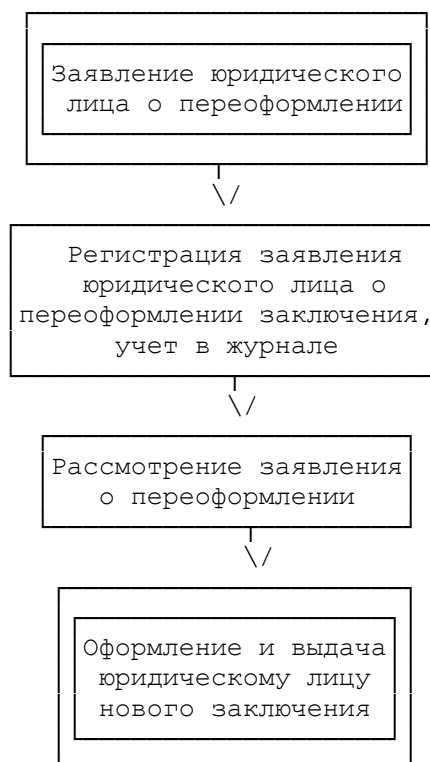 Заявление юридического
лица о переоформлении
Регистрация заявления
юридического лица о
переоформлении заключения,
учет в журнале
Рассмотрение заявления
о переоформлении
Оформление и выдача
юридическому лицу
нового заключения